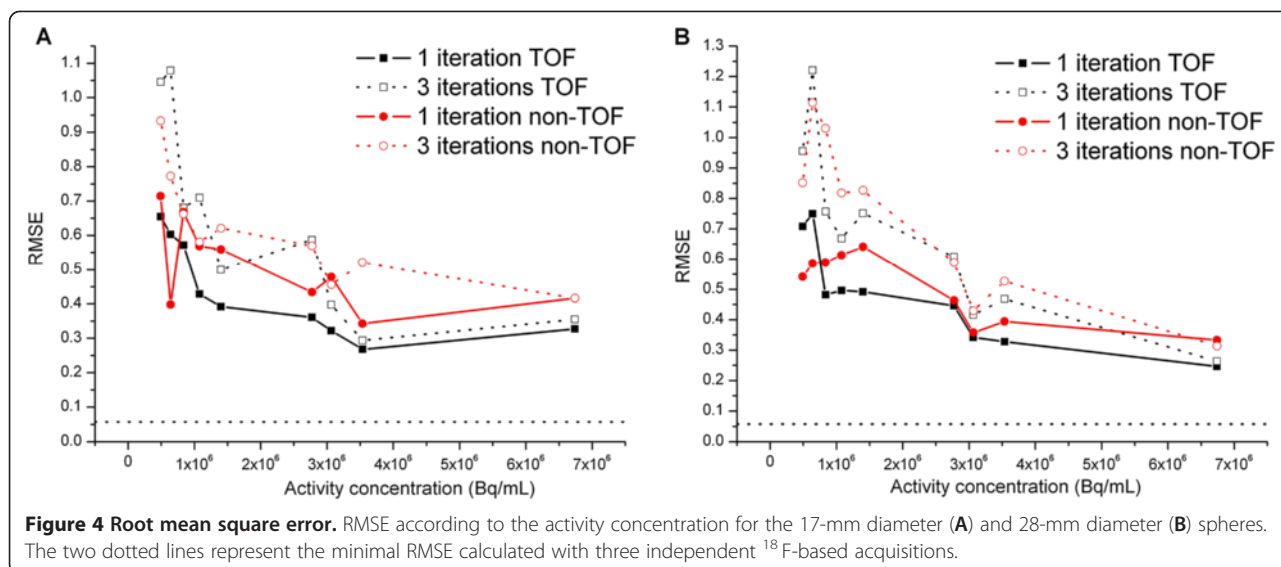 A
1 iteration TOF
3 iterations TOF
1 iteration non-TOF
3 iterations non-TOF
RMSE
1.1
1.0
0.9
0.8
0.7
0.6
0.5
0.4
0.3
0.2
0.1
0.0
0
1x10⁶
2x10⁶
3x10⁶
4x10⁶
5x10⁶
6x10⁶
7x10⁶
Activity concentration (Bq/mL)
B
1 iteration TOF
3 iterations TOF
1 iteration non-TOF
3 iterations non-TOF
RMSE
1.3
1.2
1.1
1.0
0.9
0.8
0.7
0.6
0.5
0.4
0.3
0.2
0.1
0.0
0
1x10⁶
2x10⁶
3x10⁶
4x10⁶
5x10⁶
6x10⁶
7x10⁶
Activity concentration (Bq/mL)
Figure 4 Root mean square error. RMSE according to the activity concentration for the 17-mm diameter (A) and 28-mm diameter (B) spheres.
The two dotted lines represent the minimal RMSE calculated with three independent ¹⁸F-based acquisitions.